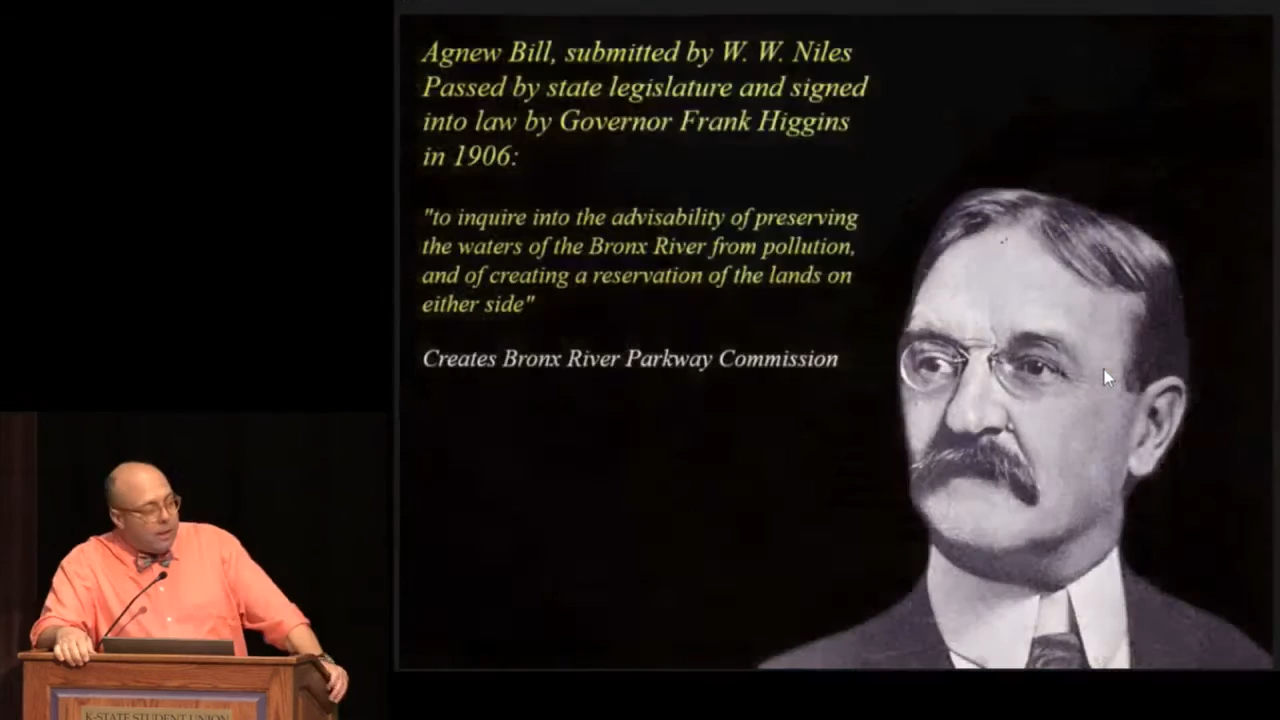 Agnew Bill, submitted by W. W. Niles
Passed by state legislature and signed
into law by Governor Frank Higgins
in 1906:
"to inquire into the advisability of preserving
the waters of the Bronx River from pollution,
and of creating a reservation of the lands on
either side"
Creates Bronx River Parkway Commission
K-STATE STUDENT UNION